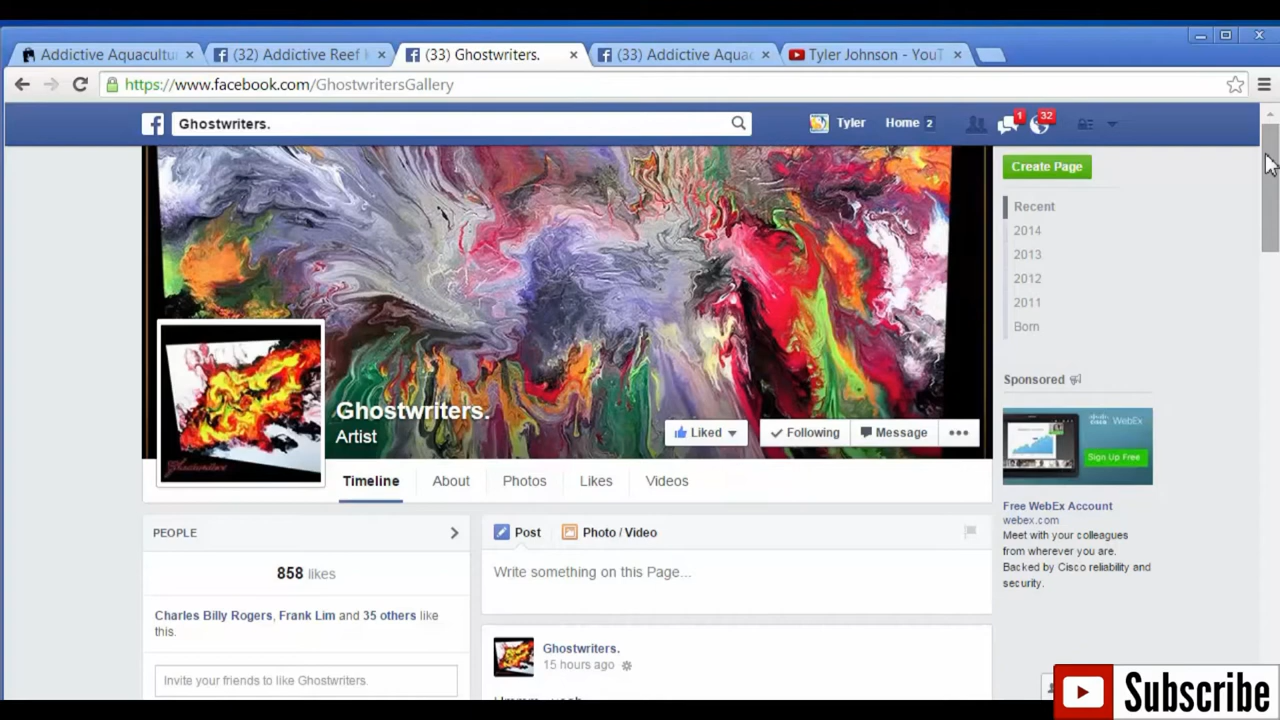 Addictive Aquacultu
(32) Addictive Reef
(33) Ghostwriters.
(33) Addictive Aquac
Tyler Johnson - YouT
https://www.facebook.com/GhostwritersGallery
Ghostwriters.
Tyler
Home 2
1
32
Create Page
Recent
2014
2013
2012
2011
Born
Sponsored
WebEx
Sign Up Free
Free WebEx Account
webex.com
Meet with your colleagues
from wherever you are.
Backed by Cisco reliability and
security.
Ghostwriters.
Artist
Liked
Following
Message
Timeline
About
Photos
Likes
Videos
PEOPLE
858 likes
Charles Billy Rogers, Frank Lim and 35 others like
this.
Invite your friends to like Ghostwriters.
Post
Photo / Video
Write something on this Page...
Ghostwriters.
15 hours ago
Subscribe